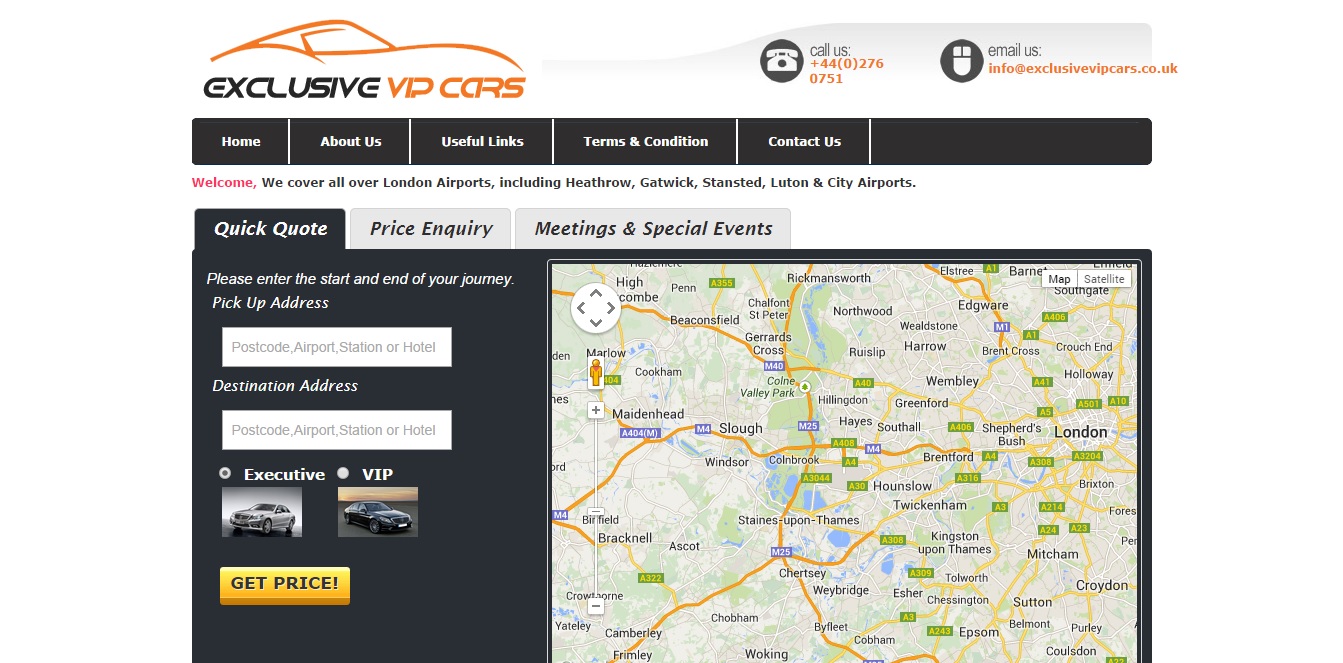 EXCLUSIVE VIP CARS
call us:
+44(0)276
0751
email us:
info@exclusivevipcars.co.uk
Home
About Us
Useful Links
Terms & Condition
Contact Us
Welcome, We cover all over London Airports, including Heathrow, Gatwick, Stansted, Luton & City Airports.
Quick Quote
Price Enquiry
Meetings & Special Events
Please enter the start and end of your journey.
Pick Up Address
Postcode,Airport,Station or Hotel
Destination Address
Postcode,Airport,Station or Hotel
Executive
VIP
GET PRICE!
Map
Satellite
High
combe
Penn
A355
Rickmansworth
Elstree
A1
Barnet
Southgate
Chalfont
St Peter
Beaconsfield
Northwood
Edgware
A406
Gerrards
Cross
Wealdstone
M1
A1
Marlow
Ruislip
Harrow
Brent Cross
Crouch End
M40
Cookham
404
Colne
Valley Park
A40
Wembley
A41
Holloway
Hillingdon
Greenford
A501
A10
Maidenhead
A5
Slough
M4
M25
Hayes
Southall
A406
Shepherd's
Bush
London
A404(M)
A408
M4
Windsor
Colnbrook
A4
Brentford
A4
A308
A3204
A3044
A30
Hounslow
A316
Brixton
Twickenham
A3
A214
M4
Binfield
Staines-upon-Thames
A24
A23
Bracknell
Ascot
M25
A308
Kingston
upon Thames
Mitcham
Chertsey
A309
Tolworth
A322
Weybridge
Esher
Chessington
Sutton
Croydon
Crowthorne
Chobham
A3
Yateley
Camberley
Byfleet
Cobham
A243
Epsom
Belmont
Purley
Frimley
Woking
Coulsdon
A22